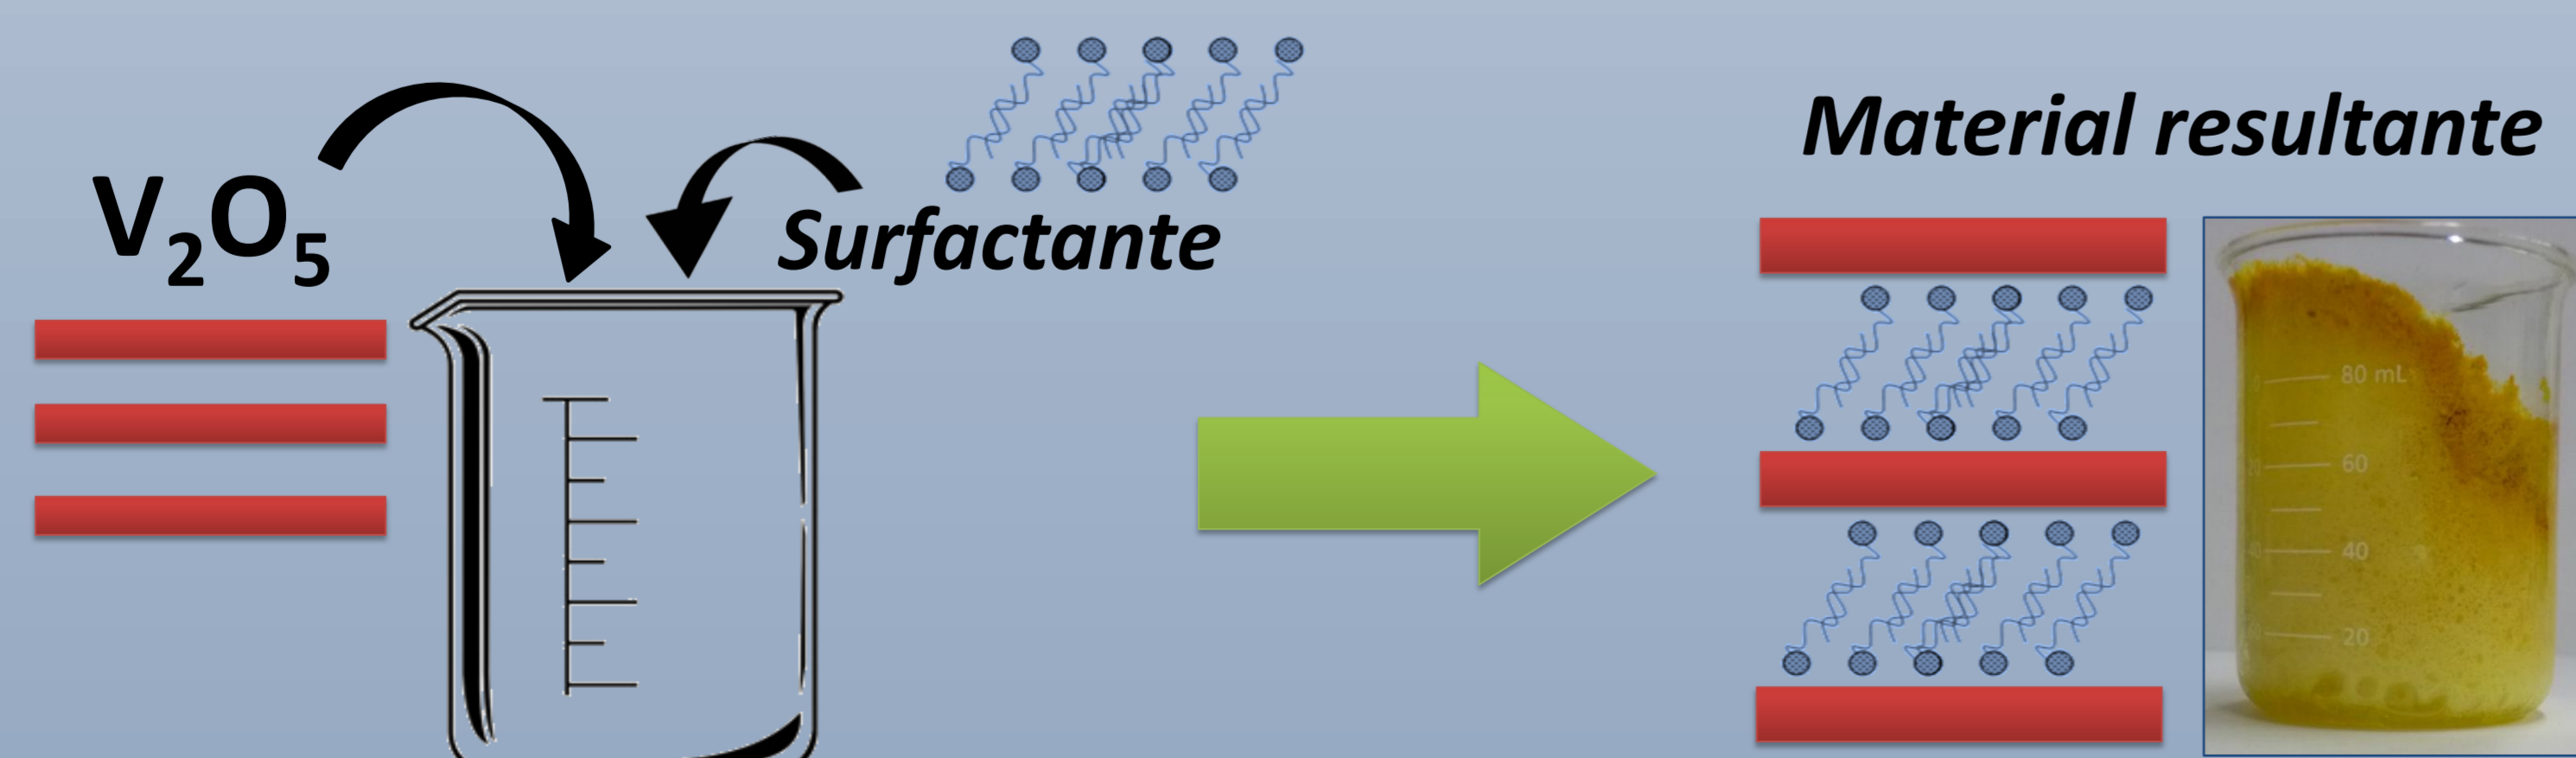 V₂O₅
Surfactante
Material resultante
80 mL
60
40
20